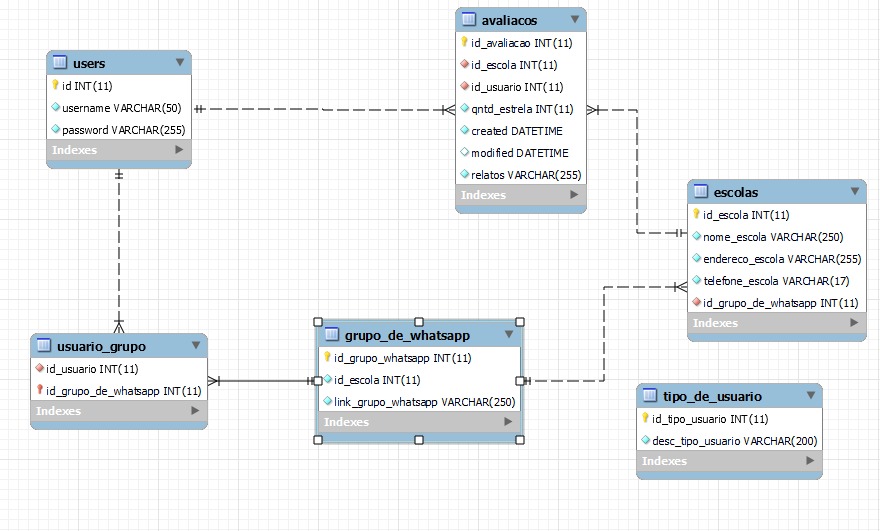 users
id INT(11)
username VARCHAR(50)
password VARCHAR(255)
Indexes
avaliacos
id_avaliacao INT(11)
id_escola INT(11)
id_usuario INT(11)
qntd_estrela INT(11)
created DATETIME
modified DATETIME
relatos VARCHAR(255)
Indexes
escolas
id_escola INT(11)
nome_escola VARCHAR(250)
endereco_escola VARCHAR(255)
telefone_escola VARCHAR(17)
id_grupo_de_whatsapp INT(11)
Indexes
usuario_grupo
id_usuario INT(11)
id_grupo_de_whatsapp INT(11)
Indexes
grupo_de_whatsapp
id_grupo_whatsapp INT(11)
id_escola INT(11)
link_grupo_whatsapp VARCHAR(250)
Indexes
tipo_de_usuario
id_tipo_usuario INT(11)
desc_tipo_usuario VARCHAR(200)
Indexes